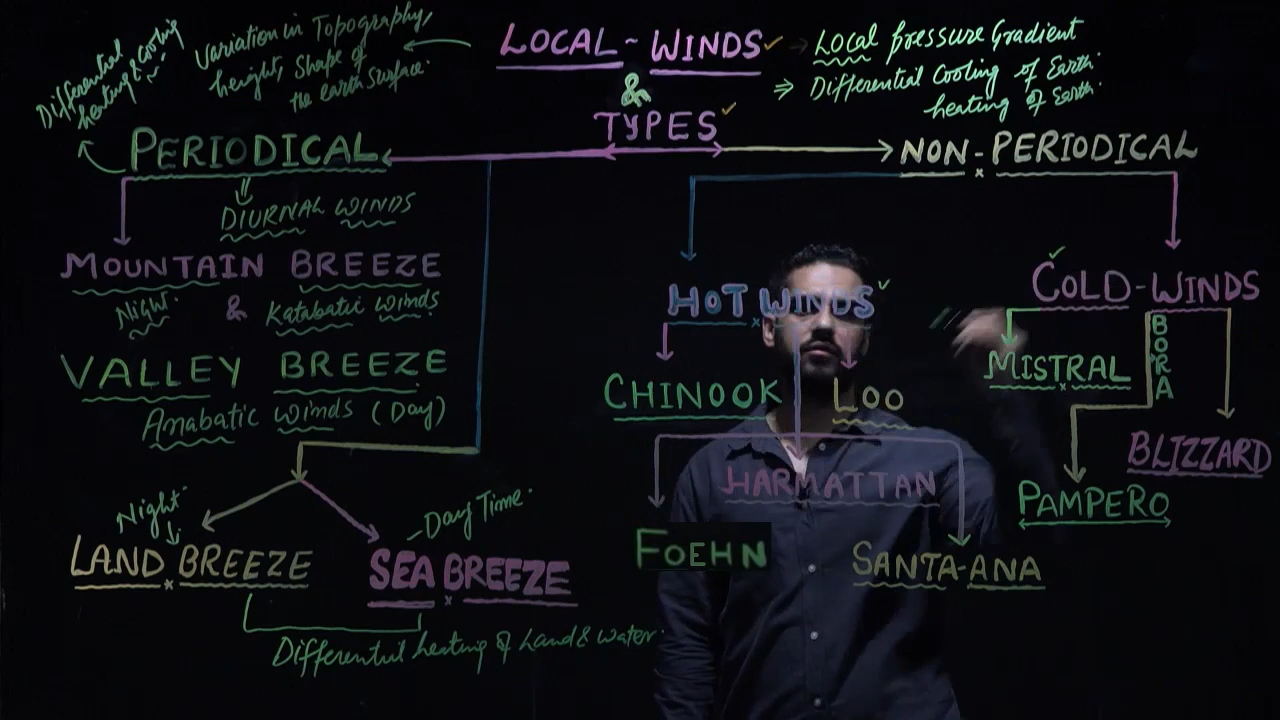 LOCAL ~ WINDS
&
TYPES
Local pressure Gradient
⇒ Differential Cooling of Earth
heating of Earth
Variation in Topography,
height, Shape of
the earth Surface
Differential
heating & Cooling
PERIODICAL
DIURNAL WINDS
MOUNTAIN BREEZE
Night & Katabatic winds
VALLEY BREEZE
Anabatic winds (Day)
Night
LAND BREEZE
Day Time
SEA BREEZE
Differential heating of Land & water
NON-PERIODICAL
HOT WINDS
CHINOOK
LOO
HARMATTAN
FOEHN
SANTA-ANA
COLD-WINDS
MISTRAL
BORA
BLIZZARD
PAMPERO